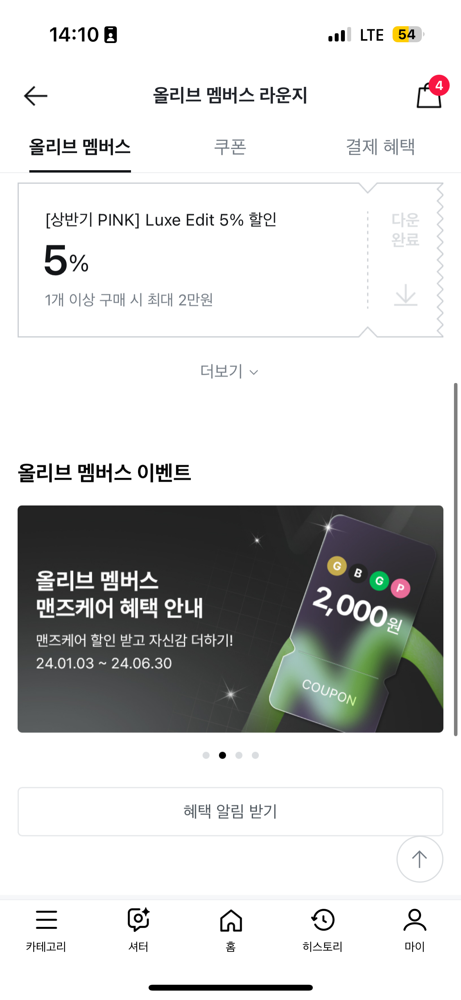 14:10
LTE
54
올리브 멤버스 라운지
4
올리브 멤버스
쿠폰
결제 혜택
[상반기 PINK] Luxe Edit 5% 할인
5%
1개 이상 구매 시 최대 2만원
다운
완료
더보기
올리브 멤버스 이벤트
올리브 멤버스
맨즈케어 혜택 안내
맨즈케어 할인 받고 자신감 더하기!
24.01.03 ~ 24.06.30
G B G P
2,000원
COUPON
혜택 알림 받기
카테고리
셔터
홈
히스토리
마이